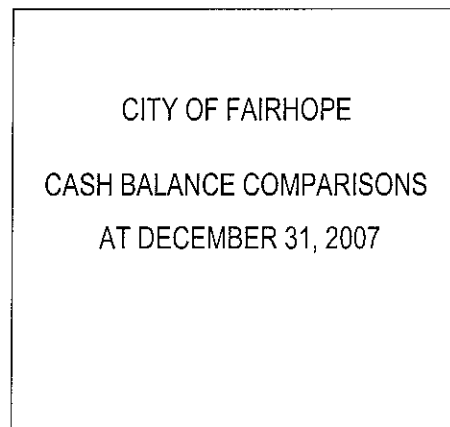 CITY OF FAIRHOPE
CASH BALANCE COMPARISONS
AT DECEMBER 31, 2007